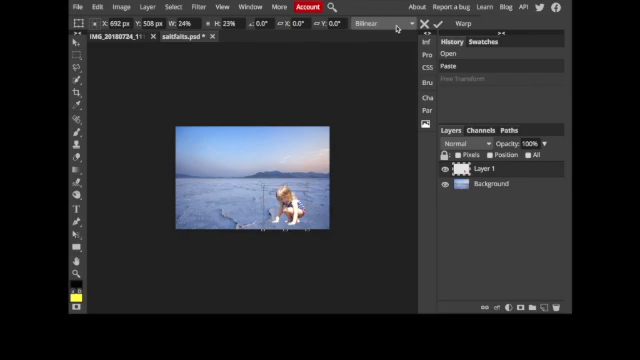 File Edit Image Layer Select Filter View Window More Account About Report a bug Learn Blog API
X: 692 px Y: 508 px W: 24% H: 23% 0.0° X: 0.0° Y: 0.0° Bilinear Warp
IMG_20180724_11 saltfalts.psd *
Inf
Pro
CSS
Bru
Cha
Par
History Swatches
Open
Paste
Free Transform
Layers Channels Paths
Normal Opacity: 100%
Pixels Position All
Layer 1
Background